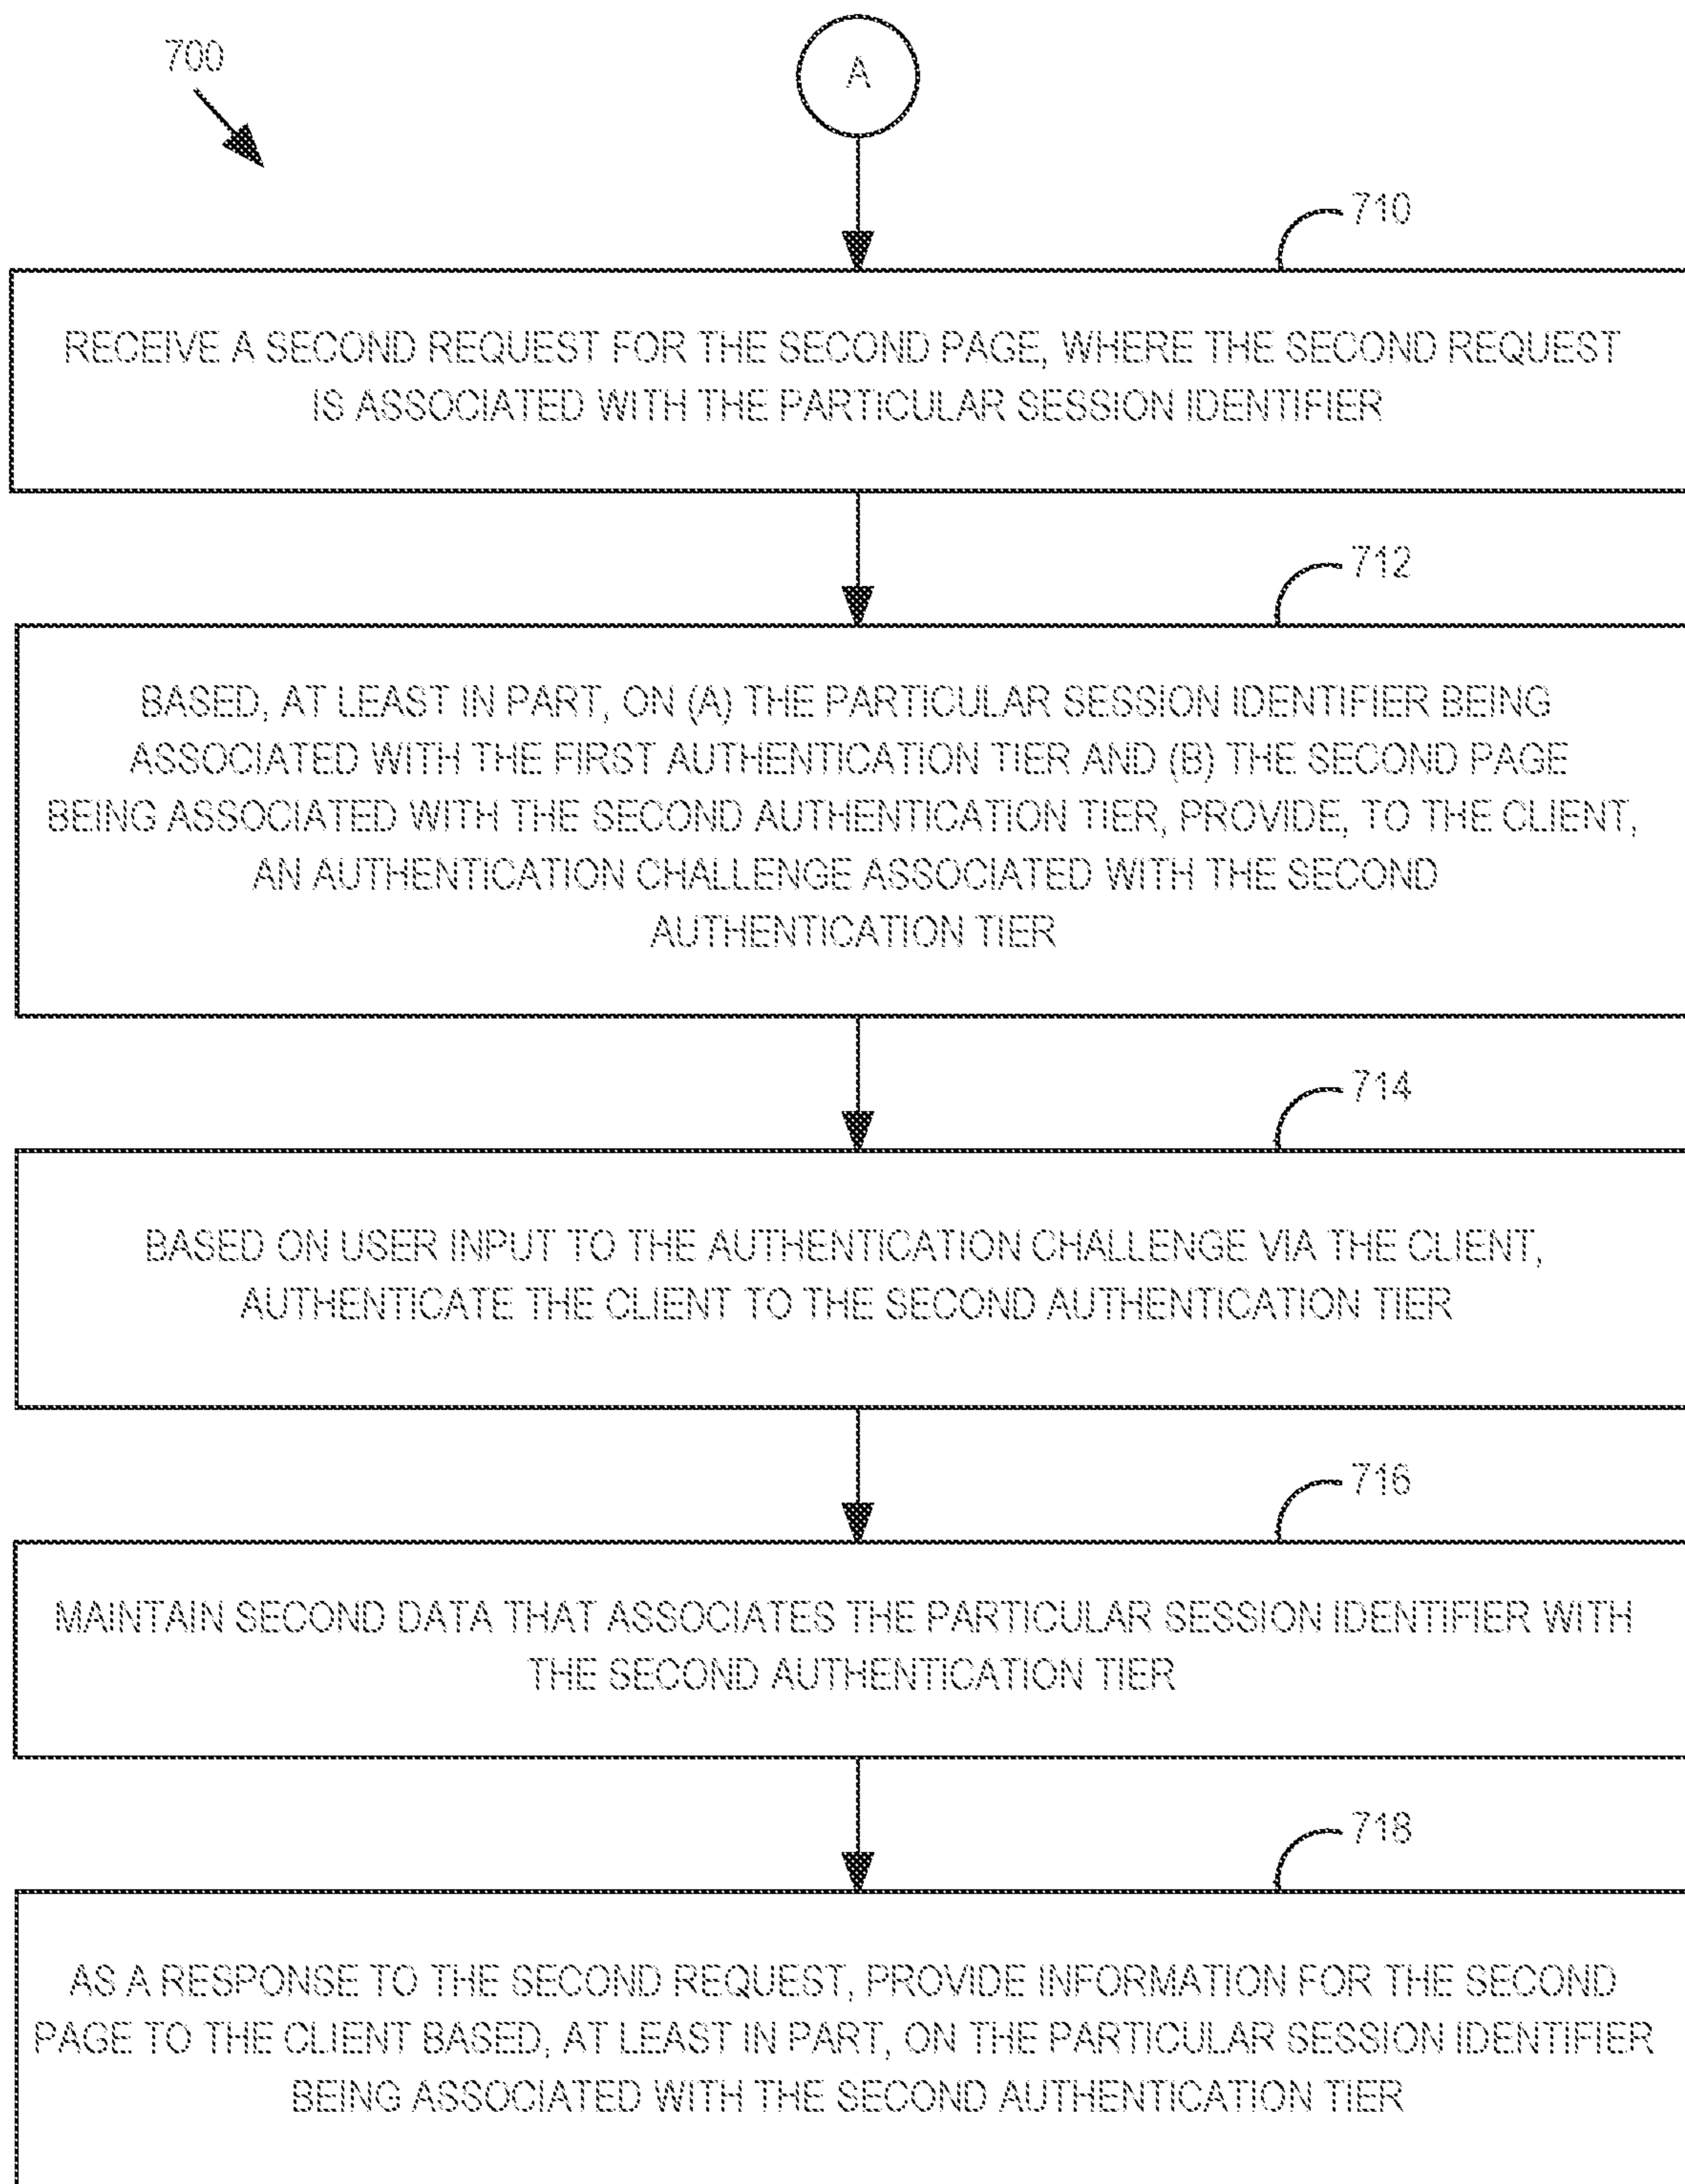 700
A
710
RECEIVE A SECOND REQUEST FOR THE SECOND PAGE, WHERE THE SECOND REQUEST
IS ASSOCIATED WITH THE PARTICULAR SESSION IDENTIFIER
712
BASED, AT LEAST IN PART, ON (A) THE PARTICULAR SESSION IDENTIFIER BEING
ASSOCIATED WITH THE FIRST AUTHENTICATION TIER AND (B) THE SECOND PAGE
BEING ASSOCIATED WITH THE SECOND AUTHENTICATION TIER, PROVIDE, TO THE CLIENT,
AN AUTHENTICATION CHALLENGE ASSOCIATED WITH THE SECOND
AUTHENTICATION TIER
714
BASED ON USER INPUT TO THE AUTHENTICATION CHALLENGE VIA THE CLIENT,
AUTHENTICATE THE CLIENT TO THE SECOND AUTHENTICATION TIER
716
MAINTAIN SECOND DATA THAT ASSOCIATES THE PARTICULAR SESSION IDENTIFIER WITH
THE SECOND AUTHENTICATION TIER
718
AS A RESPONSE TO THE SECOND REQUEST, PROVIDE INFORMATION FOR THE SECOND
PAGE TO THE CLIENT BASED, AT LEAST IN PART, ON THE PARTICULAR SESSION IDENTIFIER
BEING ASSOCIATED WITH THE SECOND AUTHENTICATION TIER